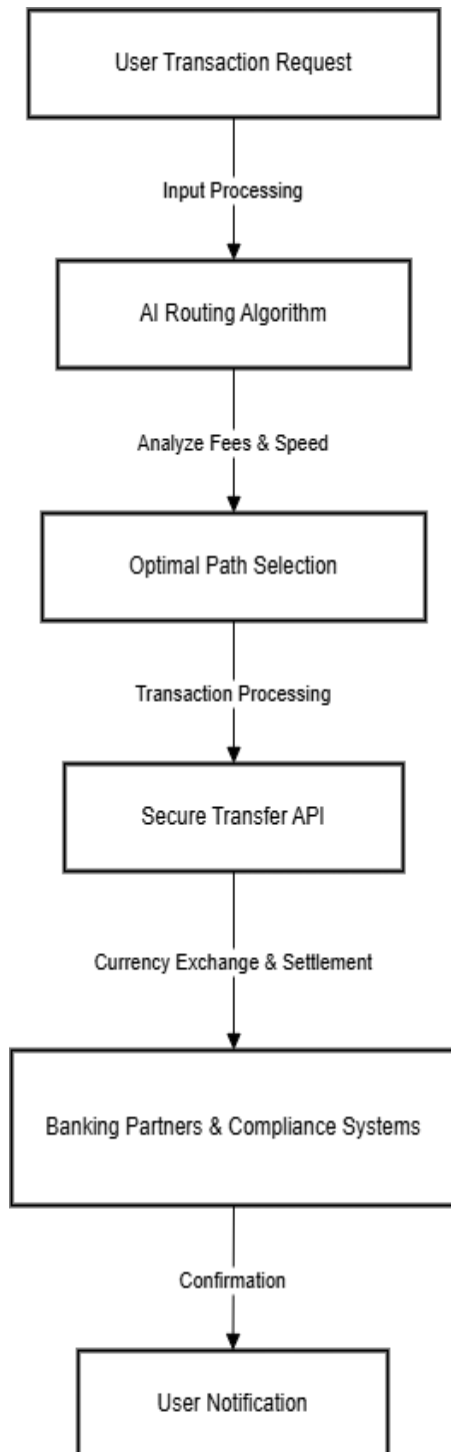 User Transaction Request
Input Processing
AI Routing Algorithm
Analyze Fees & Speed
Optimal Path Selection
Transaction Processing
Secure Transfer API
Currency Exchange & Settlement
Banking Partners & Compliance Systems
Confirmation
User Notification